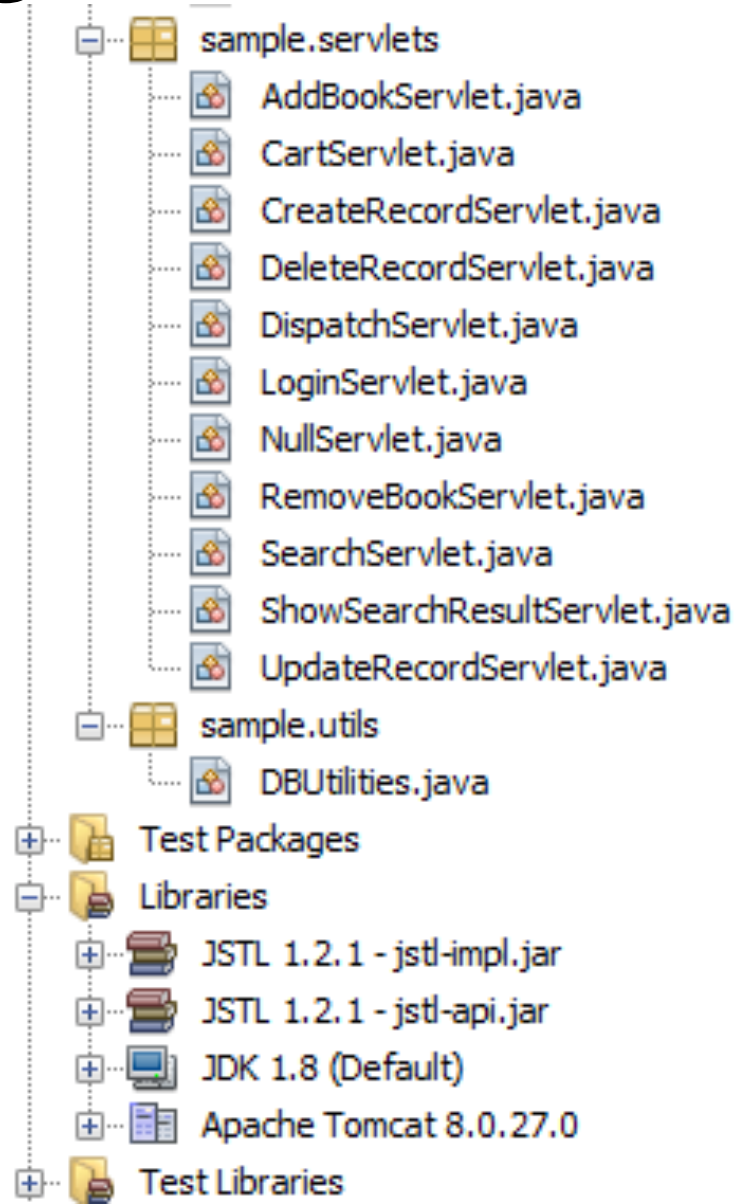 sample.servlets
AddBookServlet.java
CartServlet.java
CreateRecordServlet.java
DeleteRecordServlet.java
DispatchServlet.java
LoginServlet.java
NullServlet.java
RemoveBookServlet.java
SearchServlet.java
ShowSearchResultServlet.java
UpdateRecordServlet.java
sample.utils
DBUtilities.java
Test Packages
Libraries
JSTL 1.2.1 - jstl-impl.jar
JSTL 1.2.1 - jstl-api.jar
JDK 1.8 (Default)
Apache Tomcat 8.0.27.0
Test Libraries